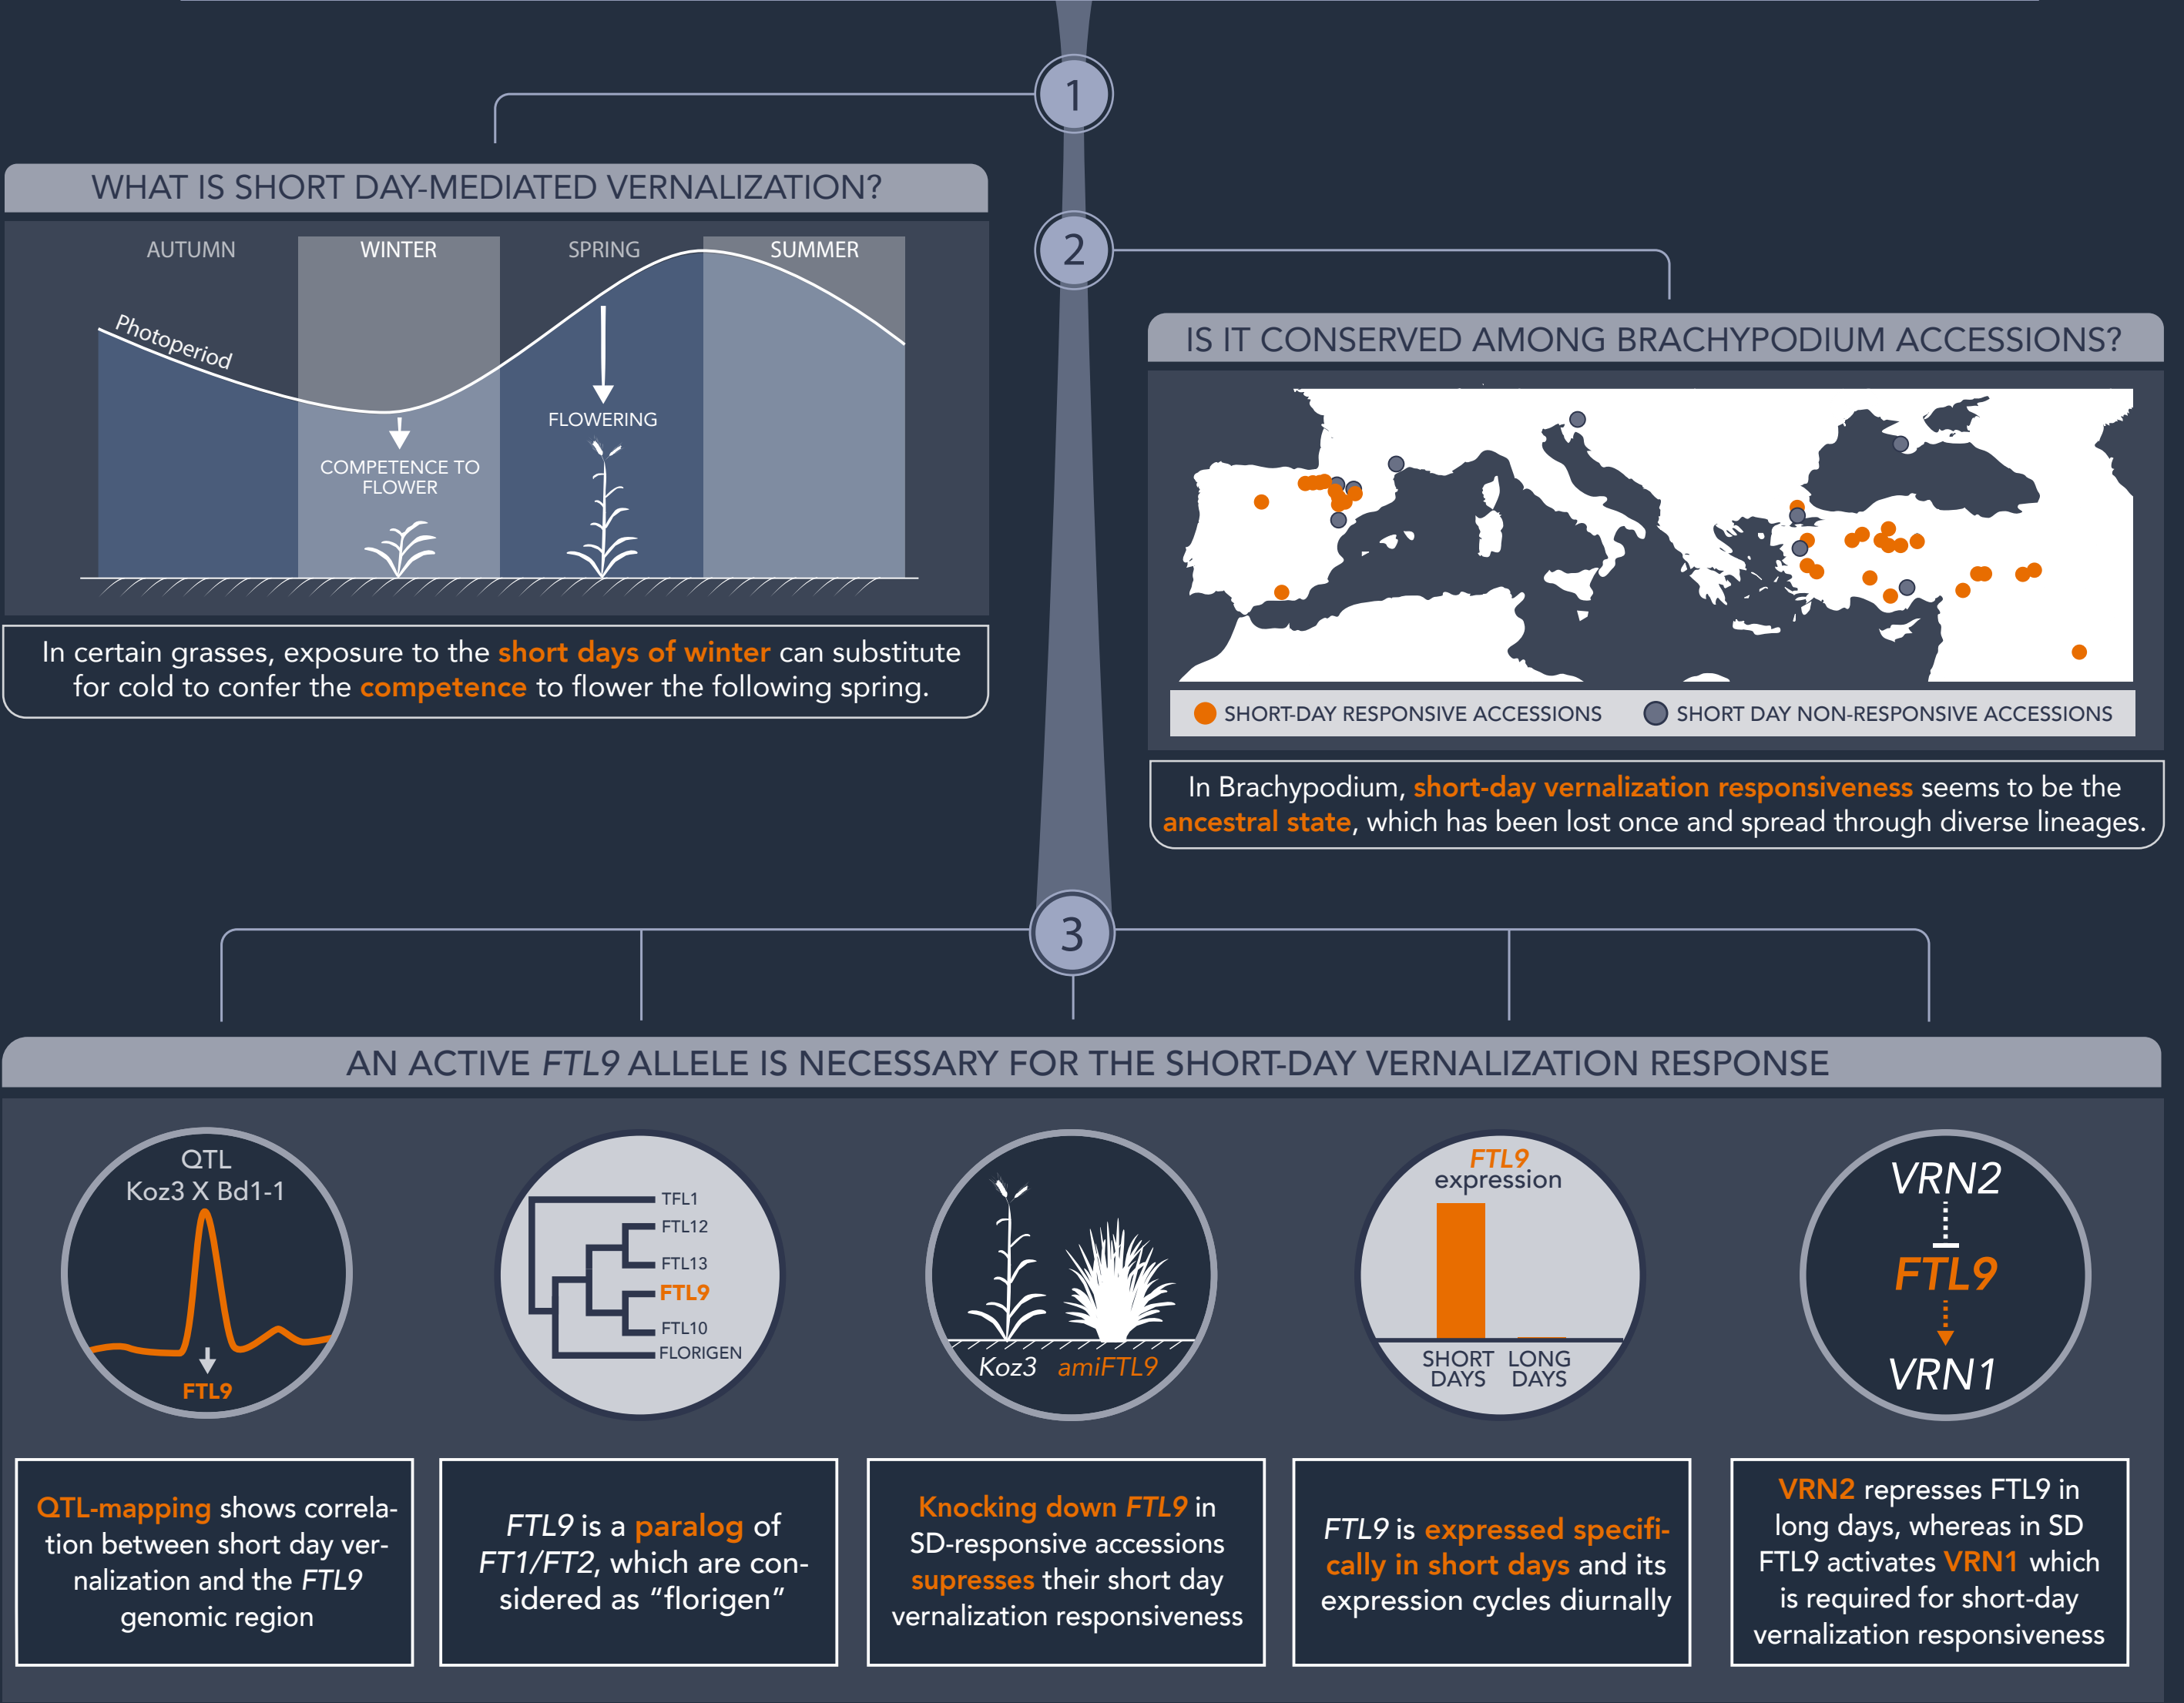 1
WHAT IS SHORT DAY-MEDIATED VERNALIZATION?
AUTUMN
WINTER
SPRING
SUMMER
Photoperiod
COMPETENCE TO
FLOWER
FLOWERING
In certain grasses, exposure to the short days of winter can substitute
for cold to confer the competence to flower the following spring.
2
IS IT CONSERVED AMONG BRACHYPODIUM ACCESSIONS?
SHORT-DAY RESPONSIVE ACCESSIONS
SHORT DAY NON-RESPONSIVE ACCESSIONS
In Brachypodium, short-day vernalization responsiveness seems to be the
ancestral state, which has been lost once and spread through diverse lineages.
3
AN ACTIVE FTL9 ALLELE IS NECESSARY FOR THE SHORT-DAY VERNALIZATION RESPONSE
QTL
Koz3 X Bd1-1
FTL9
QTL-mapping shows correla-
tion between short day ver-
nalization and the FTL9
genomic region
TFL1
FTL12
FTL13
FTL9
FTL10
FLORIGEN
FTL9 is a paralog of
FT1/FT2, which are con-
sidered as “florigen”
Koz3
amiFTL9
Knocking down FTL9 in
SD-responsive accessions
supresses their short day
vernalization responsiveness
FTL9
expression
SHORT
DAYS
LONG
DAYS
FTL9 is expressed specifi-
cally in short days and its
expression cycles diurnally
VRN2
FTL9
VRN1
VRN2 represses FTL9 in
long days, whereas in SD
FTL9 activates VRN1 which
is required for short-day
vernalization responsiveness